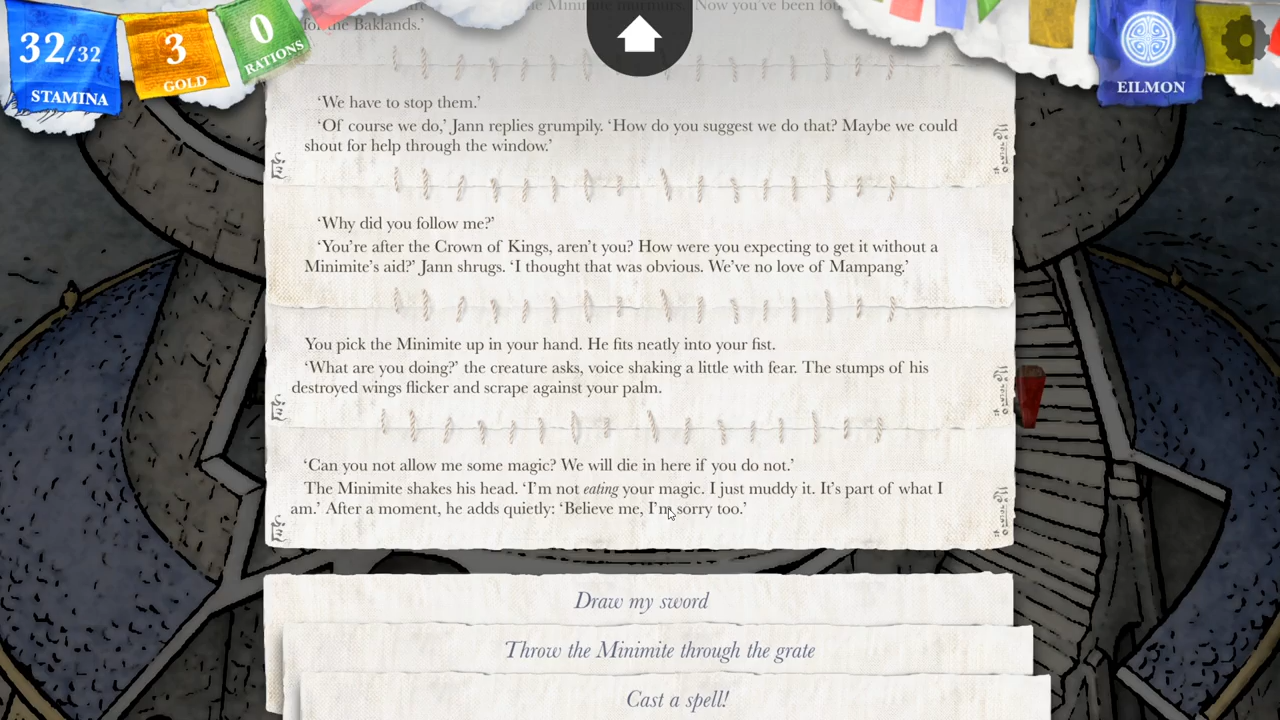 the Minimite murmurs. 'Now you've been
for the Baklands.'
32/32
STAMINA
3
GOLD
0
RATIONS
EILMON
‘We have to stop them.’
‘Of course we do,’ Jann replies grumpily. ‘How do you suggest we do that? Maybe we could
shout for help through the window.’
‘Why did you follow me?’
‘You’re after the Crown of Kings, aren’t you? How were you expecting to get it without a
Minimite’s aid?’ Jann shrugs. ‘I thought that was obvious. We’ve no love of Mampang.’
You pick the Minimite up in your hand. He fits neatly into your fist.
‘What are you doing?’ the creature asks, voice shaking a little with fear. The stumps of his
destroyed wings flicker and scrape against your palm.
‘Can you not allow me some magic? We will die in here if you do not.’
The Minimite shakes his head. ‘I’m not eating your magic. I just muddy it. It’s part of what I
am.’ After a moment, he adds quietly: ‘Believe me, I’m sorry too.’
Draw my sword
Throw the Minimite through the grate
Cast a spell!